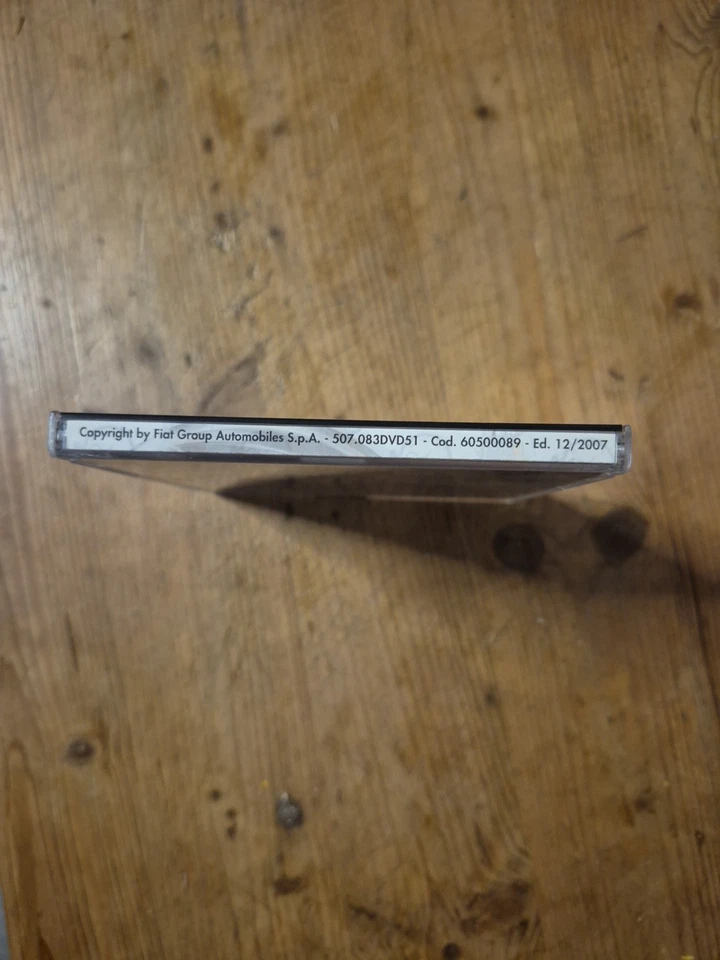 Copyright by Fiat Group Automobiles S.p.A. - 507.083DVD51 - Cod. 60500089 - Ed. 12/2007